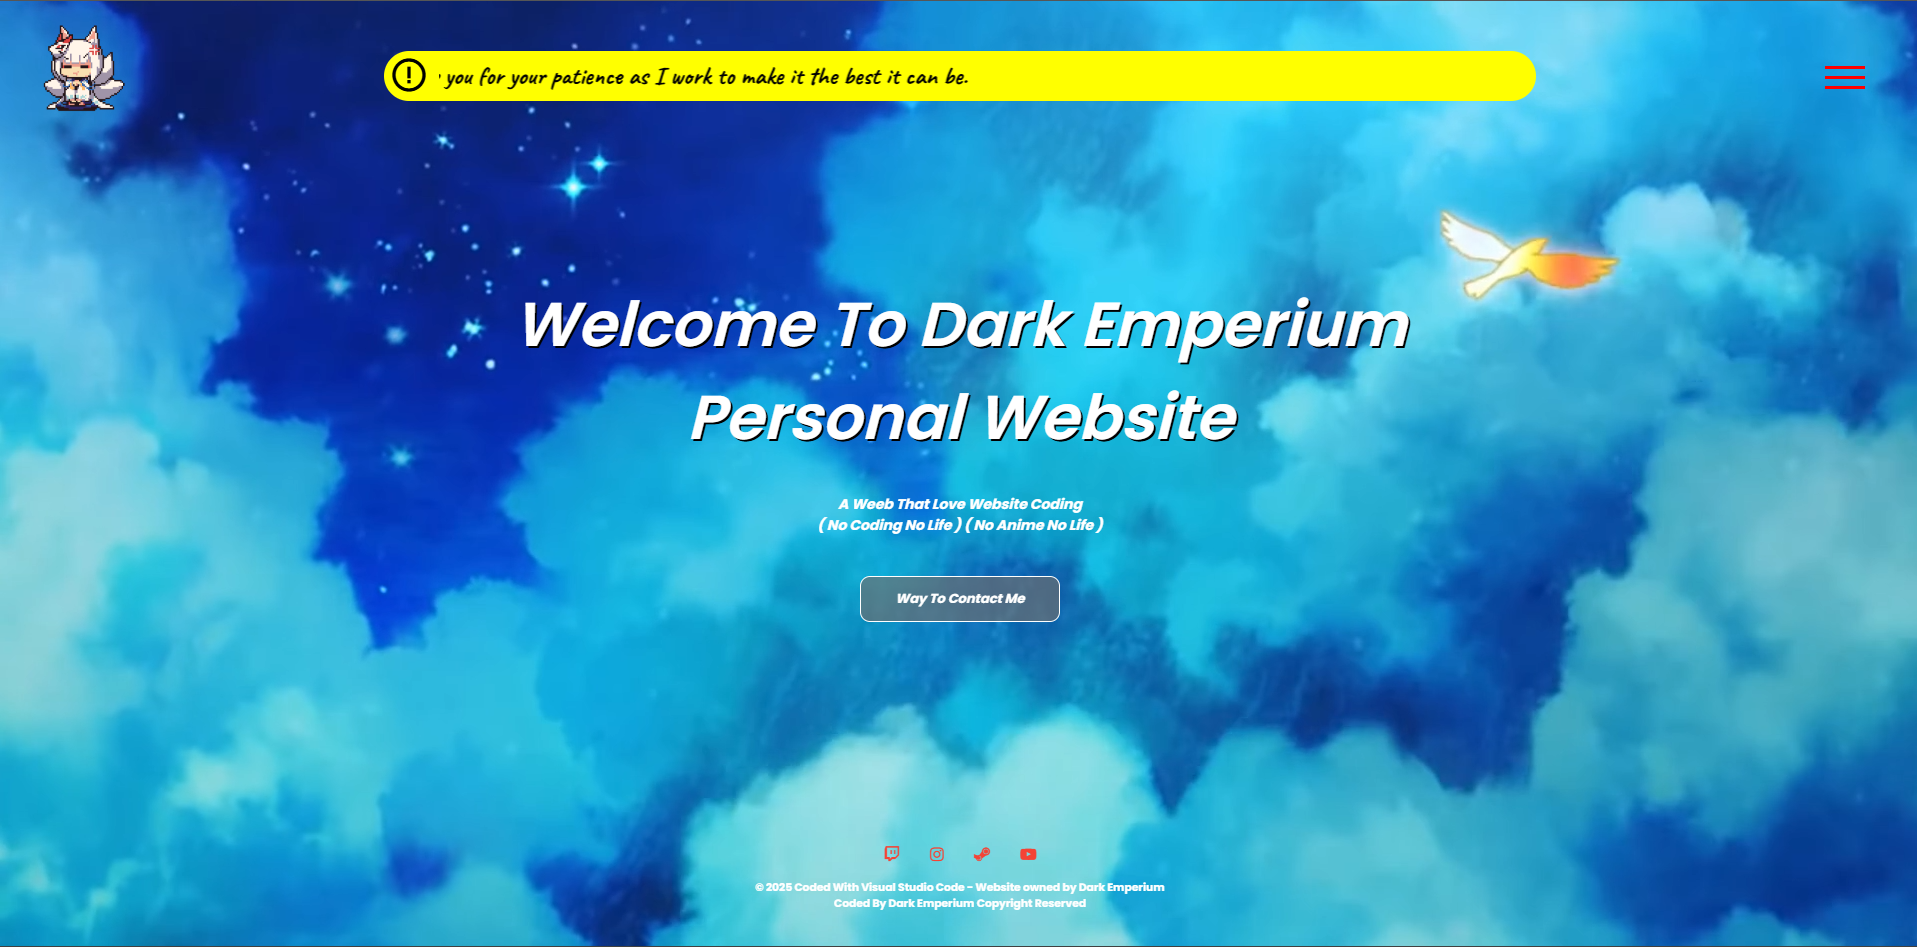 you for your patience as I work to make it the best it can be.
Welcome To Dark Emperium
Personal Website
A Weeb That Love Website Coding
( No Coding No Life ) ( No Anime No Life )
Way To Contact Me
© 2025 Coded With Visual Studio Code - Website owned by Dark Emperium
Coded By Dark Emperium Copyright Reserved